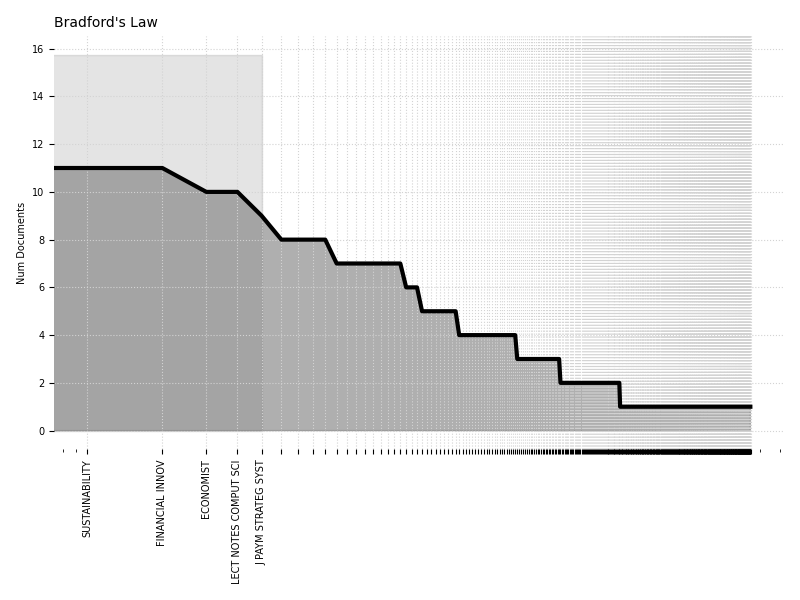 Bradford's Law
16
14
12
10
8
6
4
2
0
Num Documents
SUSTAINABILITY
FINANCIAL INNOV
ECONOMIST
LECT NOTES COMPUT SCI
J PAYM STRATEG SYST